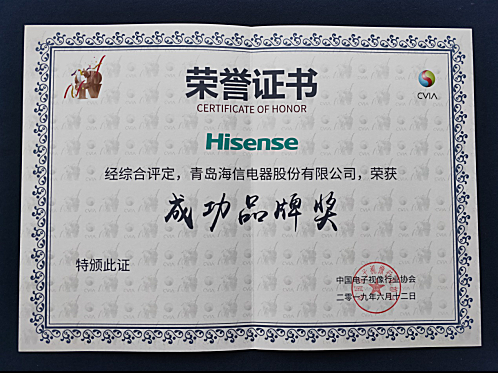 荣誉证书
CERTIFICATE OF HONOR
CVIA
Hisense
经综合评定，青岛海信电器股份有限公司，荣获
成功品牌奖
特颁此证
中国电子视像行业协会
二零一九年六月十二日